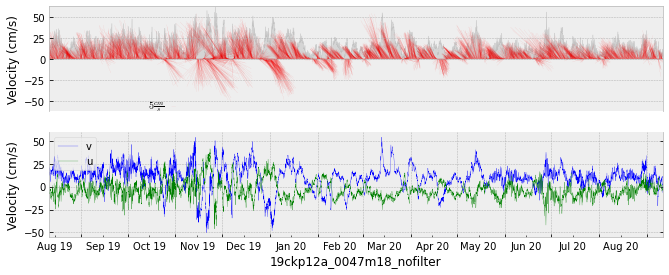 50
25
0
−25
−50
Velocity (cm/s)
5 cm/s
50
25
0
−25
−50
Velocity (cm/s)
v
u
Aug 19 Sep 19 Oct 19 Nov 19 Dec 19 Jan 20 Feb 20 Mar 20 Apr 20 May 20 Jun 20 Jul 20 Aug 20
19ckp12a_0047m18_nofilter